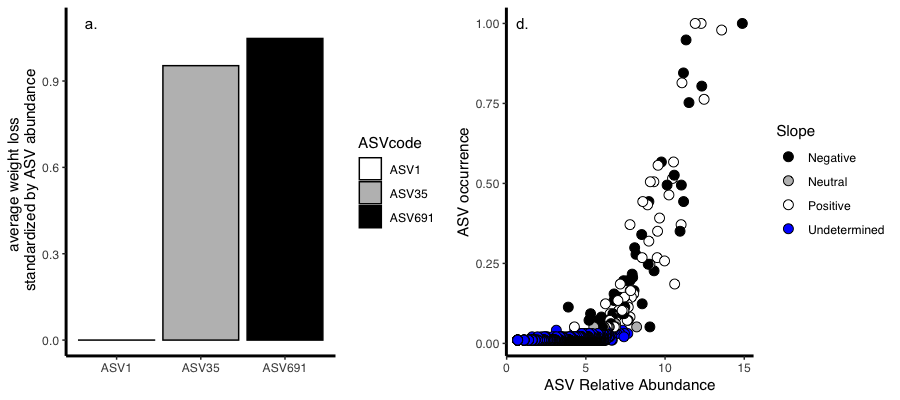 a.
average weight loss
standardized by ASV abundance
0.9
0.6
0.3
0.0
ASV1 ASV35 ASV691
ASVcode
ASV1
ASV35
ASV691
d.
ASV occurrence
1.00
0.75
0.50
0.25
0.00
0 5 10 15
ASV Relative Abundance
Slope
Negative
Neutral
Positive
Undetermined